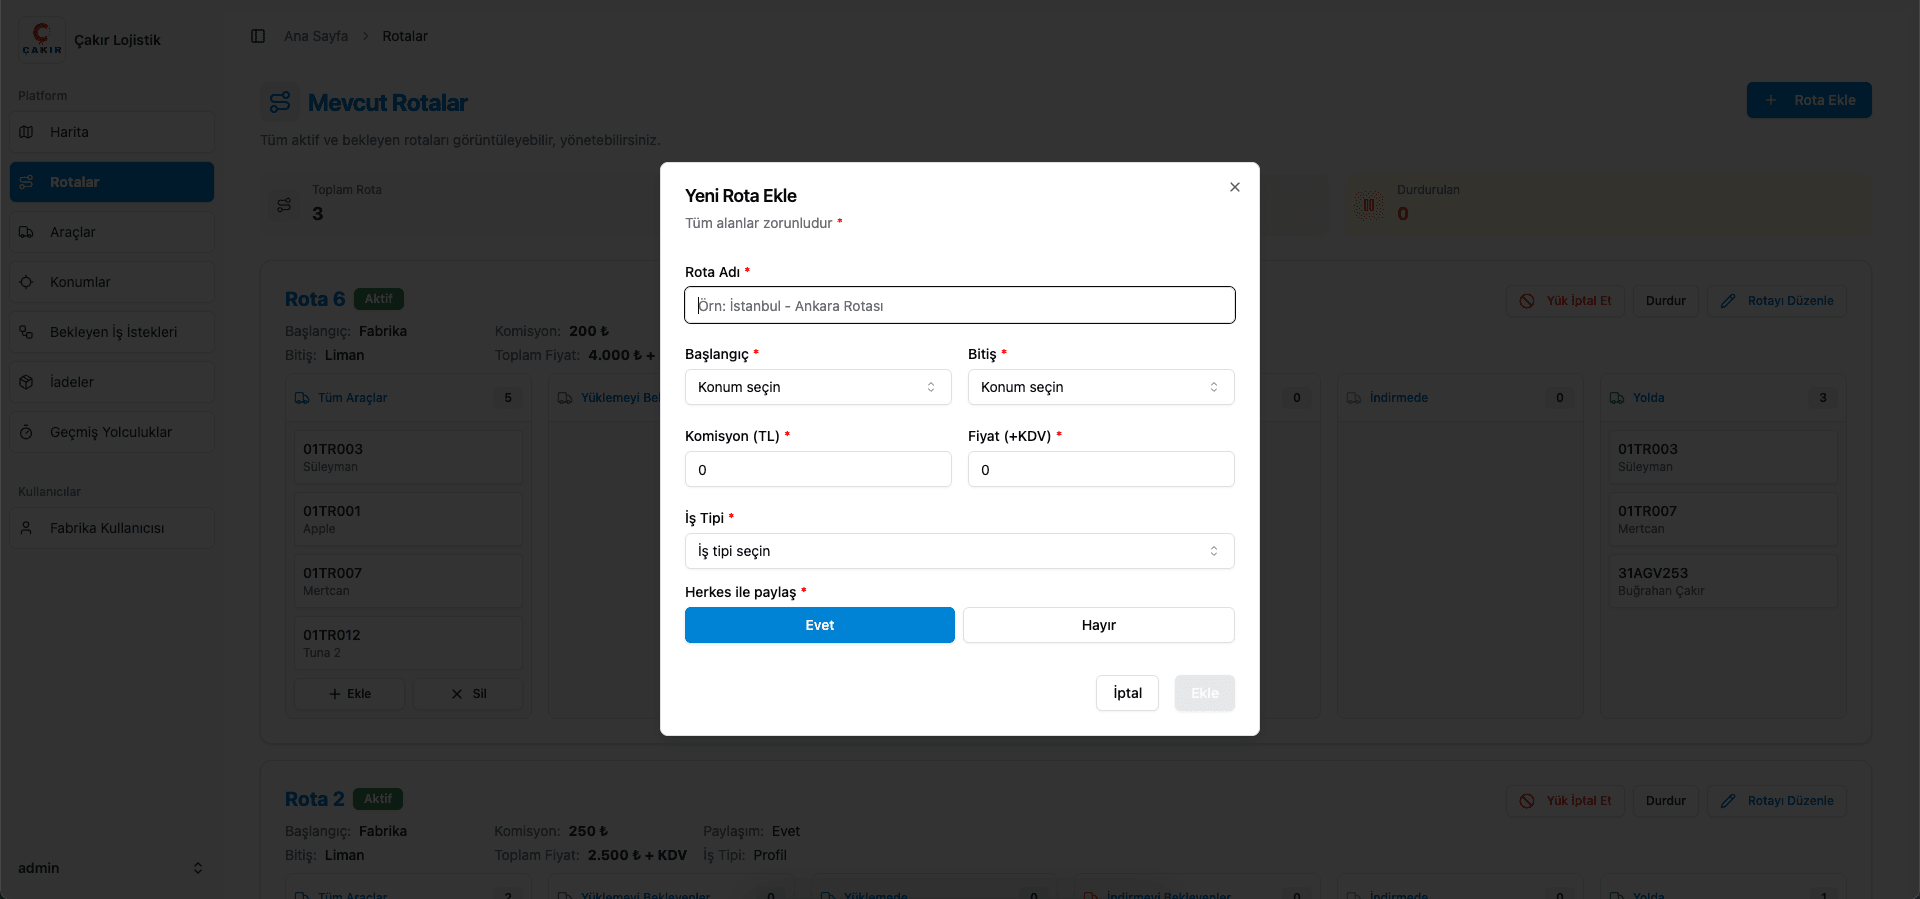 ÇAKIR
Çakır Lojistik
Ana Sayfa > Rotalar
Platform
Harita
Rotalar
Araçlar
Konumlar
Bekleyen İş İstekleri
İadeler
Geçmiş Yolculuklar
Kullanıcılar
Fabrika Kullanıcısı
admin
Mevcut Rotalar
+ Rota Ekle
Tüm aktif ve bekleyen rotaları görüntüleyebilir, yönetebilirsiniz.
Toplam Rota
3
Durdurulan
0
Yeni Rota Ekle
Tüm alanlar zorunludur *
Rota Adı *
Örn: İstanbul - Ankara Rotası
Başlangıç * Bitiş *
Konum seçin Konum seçin
Komisyon (TL) * Fiyat (+KDV) *
0 0
İş Tipi *
İş tipi seçin
Herkes ile paylaş *
Evet Hayır
İptal Ekle
Rota 6 Aktif
Yük İptal Et Durdur Rotayı Düzenle
Başlangıç: Fabrika Komisyon: 200 ₺
Bitiş: Liman Toplam Fiyat: 4.000 ₺ +
Tüm Araçlar 5
01TR003
Süleyman
01TR001
Apple
01TR007
Mertcan
01TR012
Tuna 2
+ Ekle × Sil
Yüklemeyi Be
0
İndirmede 0
Yolda 3
01TR003
Süleyman
01TR007
Mertcan
31AGV253
Buğrahan Çakır
Rota 2 Aktif
Yük İptal Et Durdur Rotayı Düzenle
Başlangıç: Fabrika Komisyon: 250 ₺ Paylaşım: Evet
Bitiş: Liman Toplam Fiyat: 2.500 ₺ + KDV İş Tipi: Profil
Tüm Araçlar 2 Yüklemeyi Bekleyenler 0 Yüklemede 0 İndirmeyi Bekleyenler 0 İndirmede 0 Yolda 1